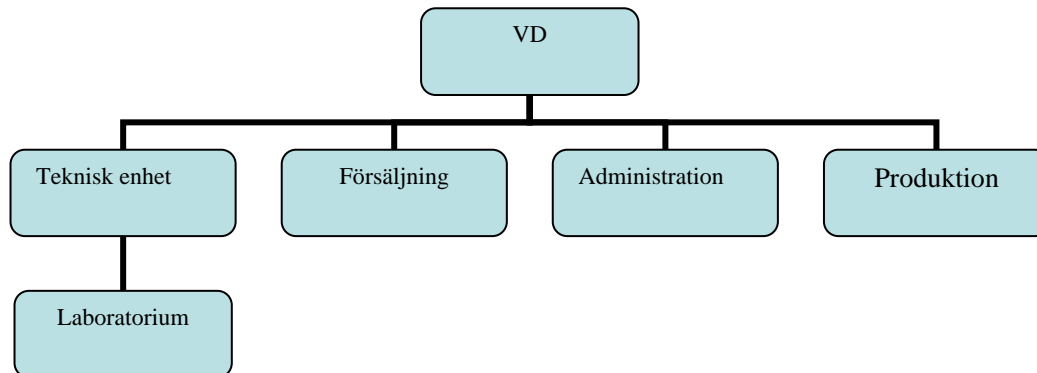 VD
Teknisk enhet
Försäljning
Administration
Produktion
Laboratorium